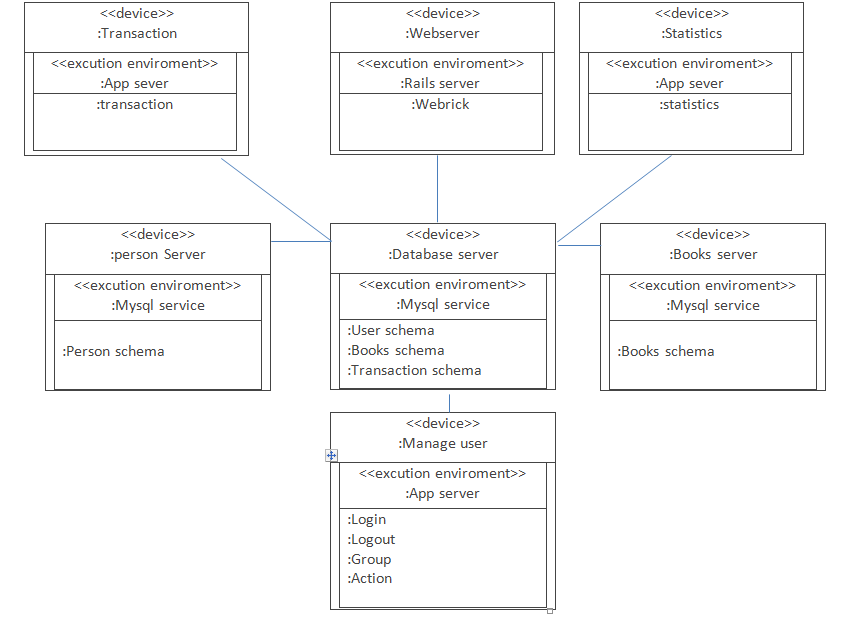 <<device>>
:Transaction
<<excution enviroment>>
:App sever
:transaction
<<device>>
:Webserver
<<excution enviroment>>
:Rails server
:Webrick
<<device>>
:Statistics
<<excution enviroment>>
:App sever
:statistics
<<device>>
:person Server
<<excution enviroment>>
:Mysql service
:Person schema
<<device>>
:Database server
<<excution enviroment>>
:Mysql service
:User schema
:Books schema
:Transaction schema
<<device>>
:Books server
<<excution enviroment>>
:Mysql service
:Books schema
<<device>>
:Manage user
<<excution enviroment>>
:App server
:Login
:Logout
:Group
:Action